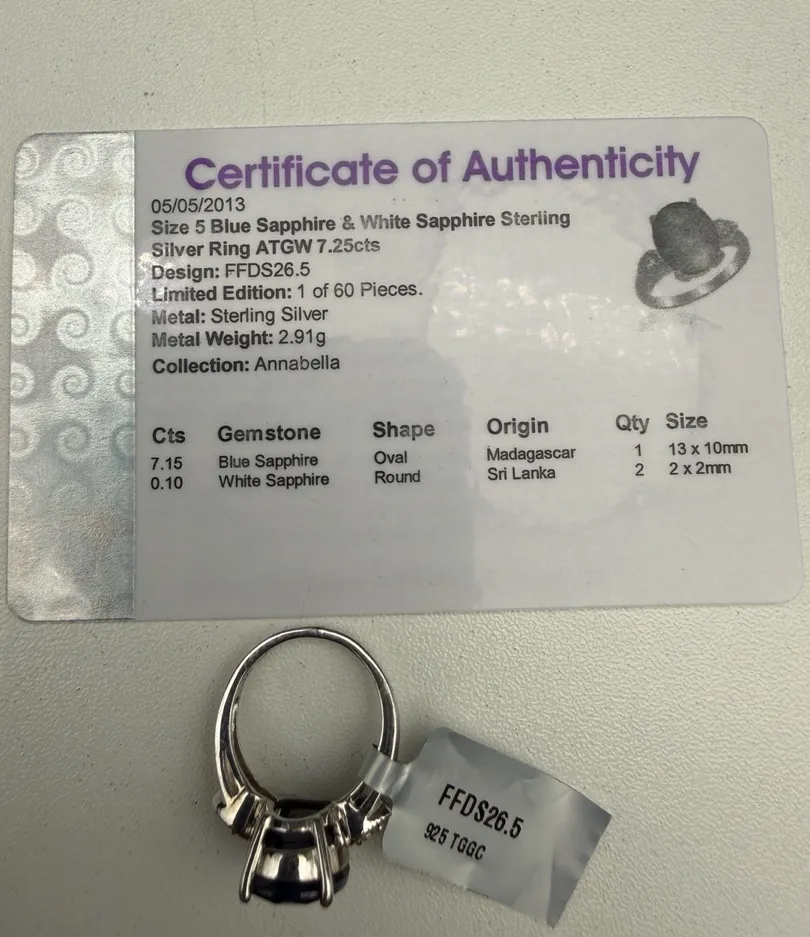 Certificate of Authenticity
05/05/2013
Size 5 Blue Sapphire & White Sapphire Sterling
Silver Ring ATGW 7.25cts
Design: FFDS26.5
Limited Edition: 1 of 60 Pieces.
Metal: Sterling Silver
Metal Weight: 2.91g
Collection: Annabella
Cts Gemstone Shape Origin Qty Size
7.15 Blue Sapphire Oval Madagascar 1 13 x 10mm
0.10 White Sapphire Round Sri Lanka 2 2 x 2mm
FFDS26.5
925 TGGC